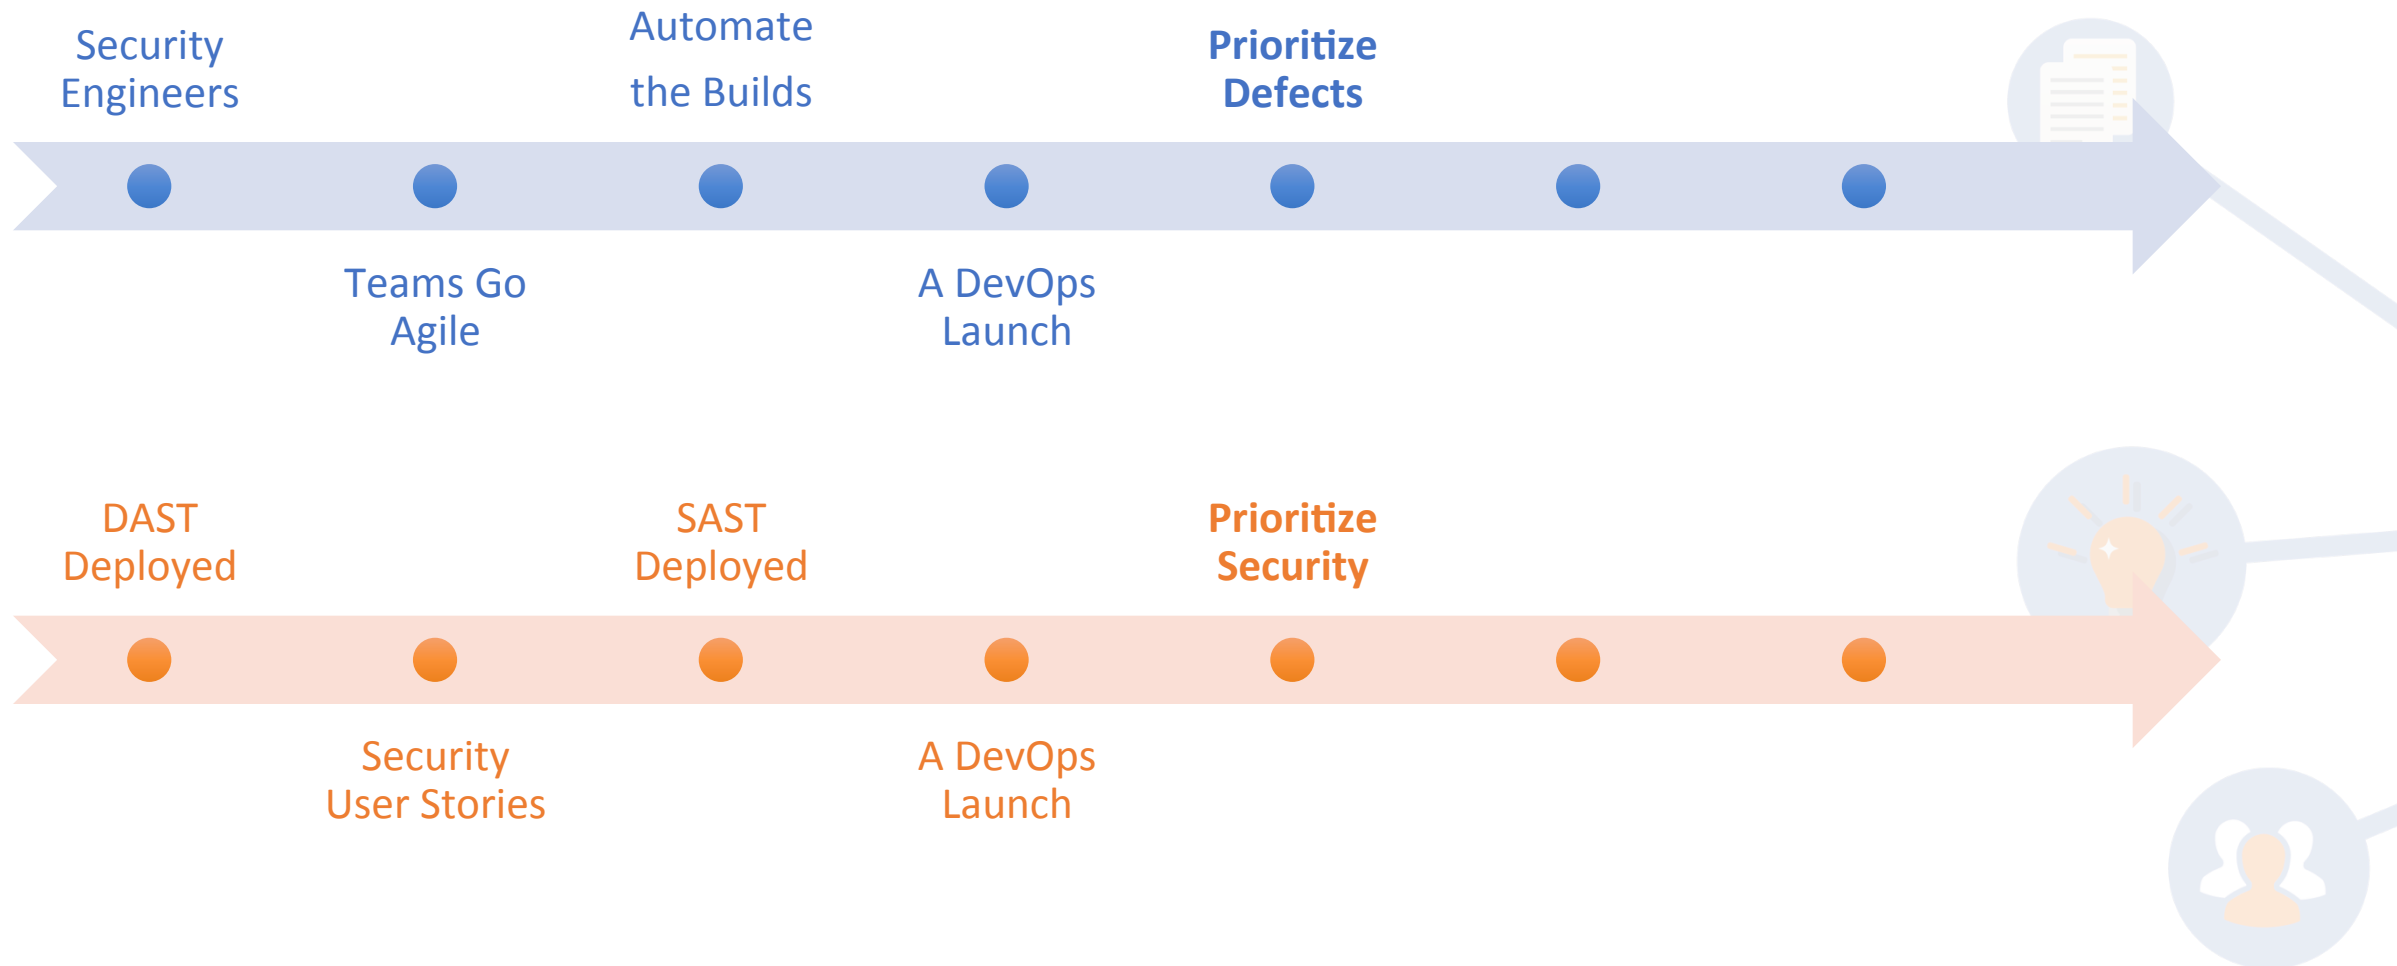 Security
Engineers
Automate
the Builds
Prioritize
Defects
Teams Go
Agile
A DevOps
Launch
DAST
Deployed
SAST
Deployed
Prioritize
Security
Security
User Stories
A DevOps
Launch